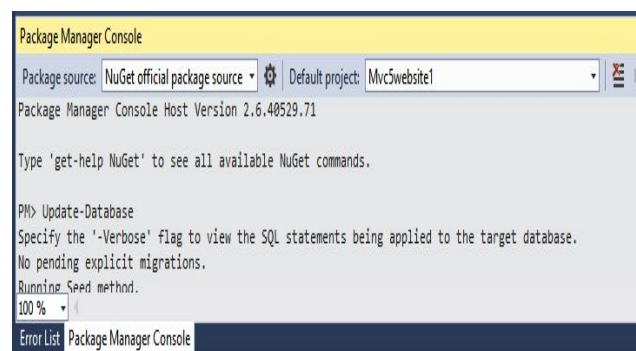 Package Manager Console
Package source: NuGet official package source Default project: Mvc5website1
Package Manager Console Host Version 2.6.40529.71
Type 'get-help NuGet' to see all available NuGet commands.
PM> Update-Database
Specify the '-Verbose' flag to view the SQL statements being applied to the target database.
No pending explicit migrations.
Running Seed method.
100 %
Error List Package Manager Console